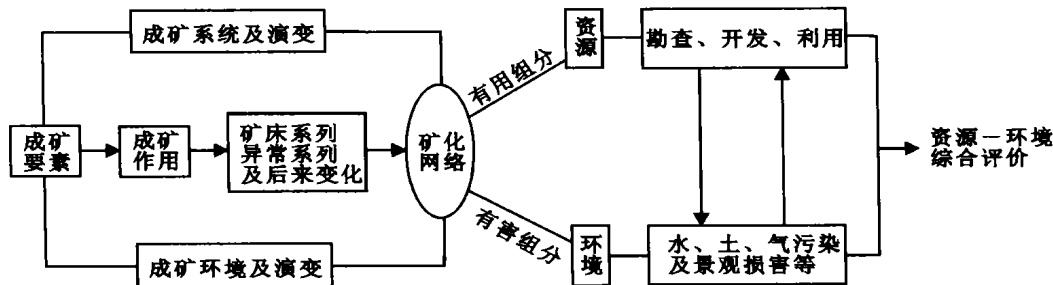 成矿系统及演变
成矿
要素
成矿
作用
矿床系列
异常系列
及后来变化
矿化
网络
成矿环境及演变
有用组分
有害组分
资
源
环
境
勘查、开发、利用
水、土、气污染
及景观损害等
资源－环境
综合评价